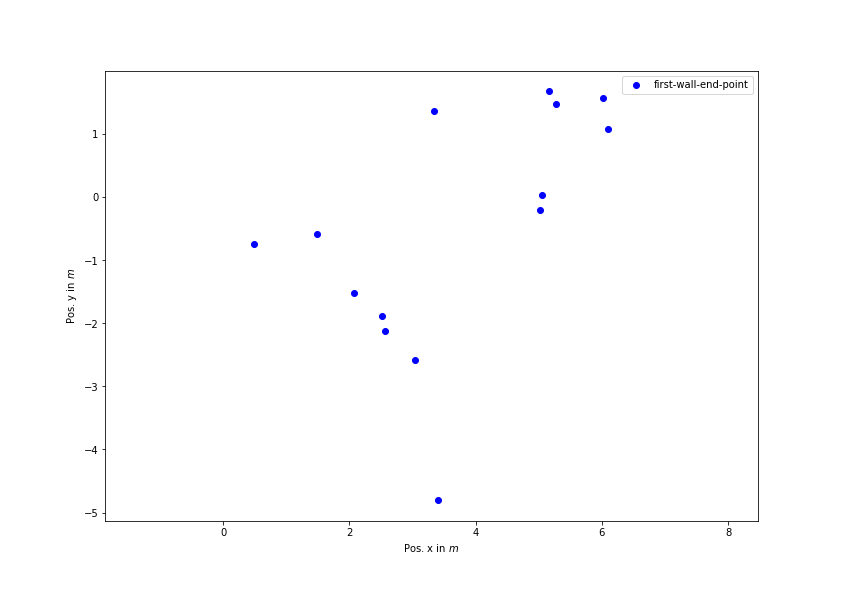 first-wall-end-point
1
0
−1
−2
−3
−4
−5
Pos. y in m
0 2 4 6 8
Pos. x in m